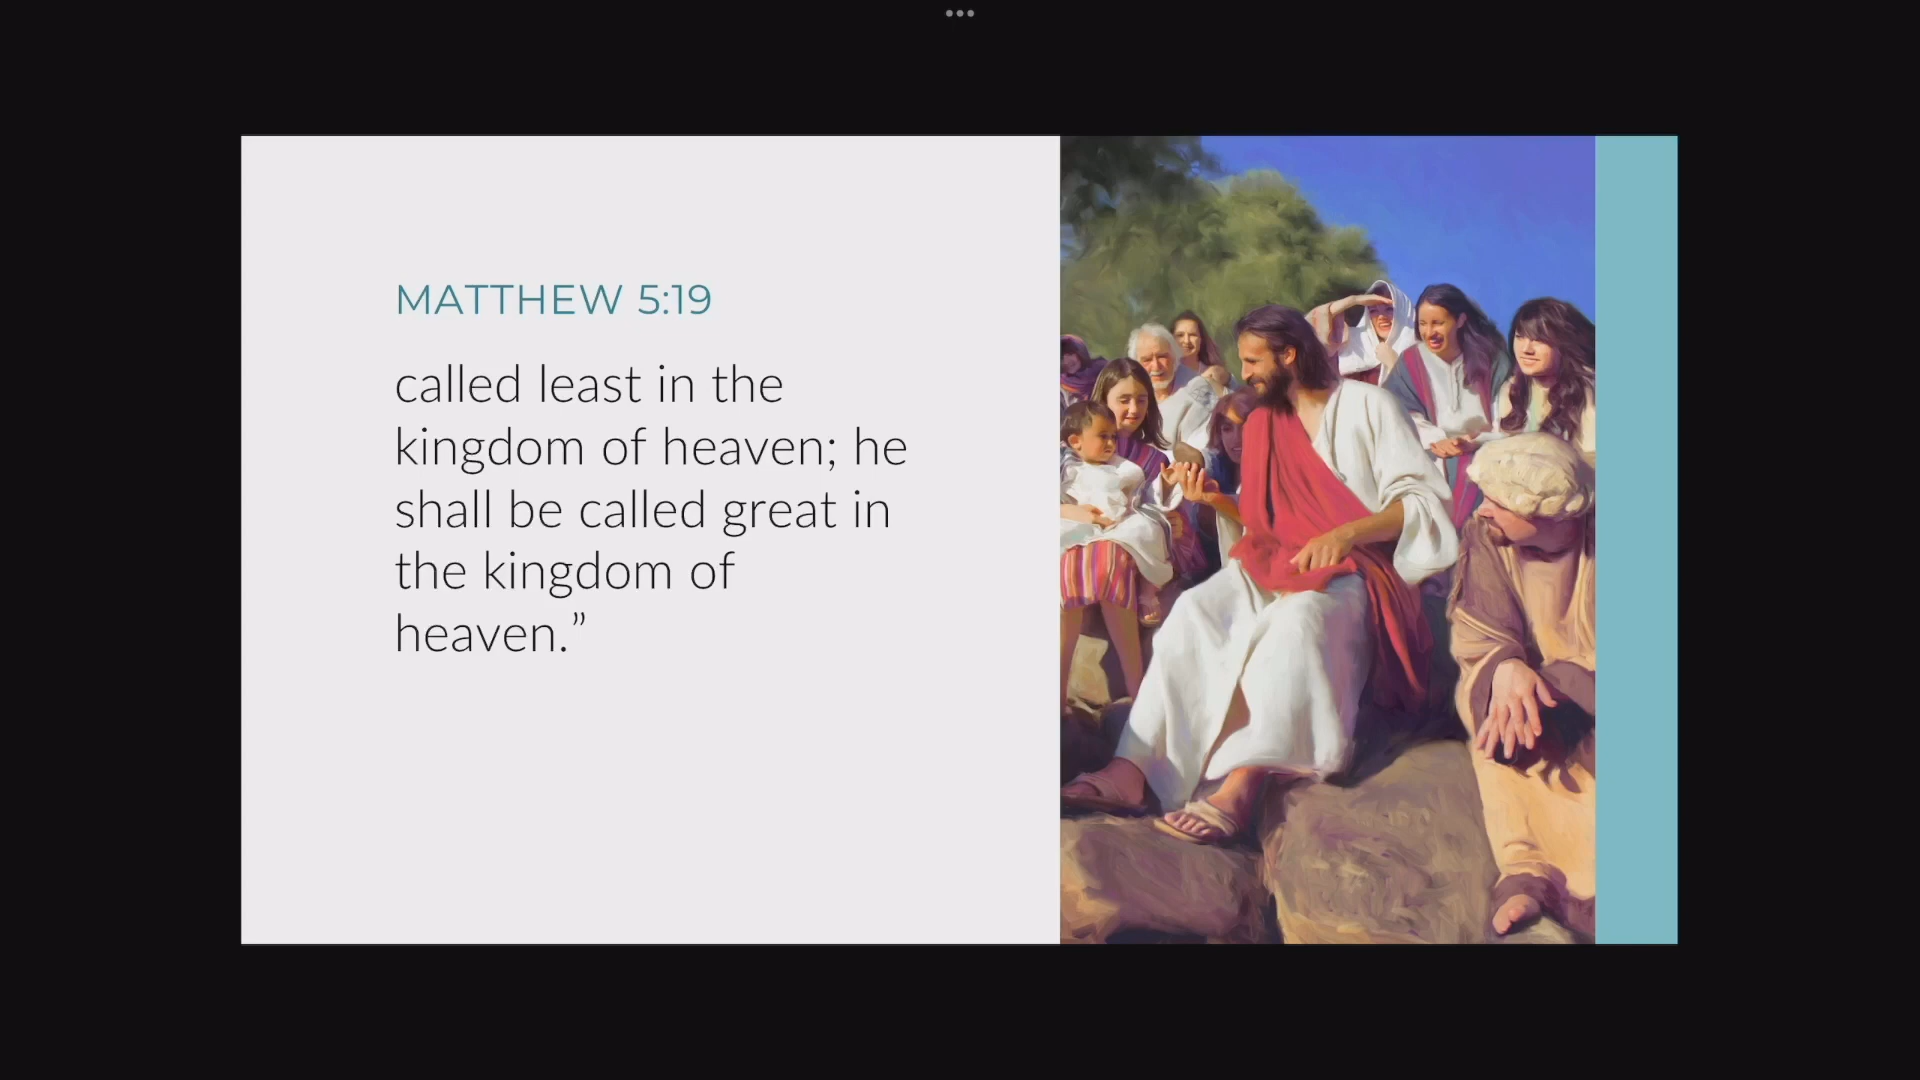 MATTHEW 5:19
called least in the
kingdom of heaven; he
shall be called great in
the kingdom of
heaven.”